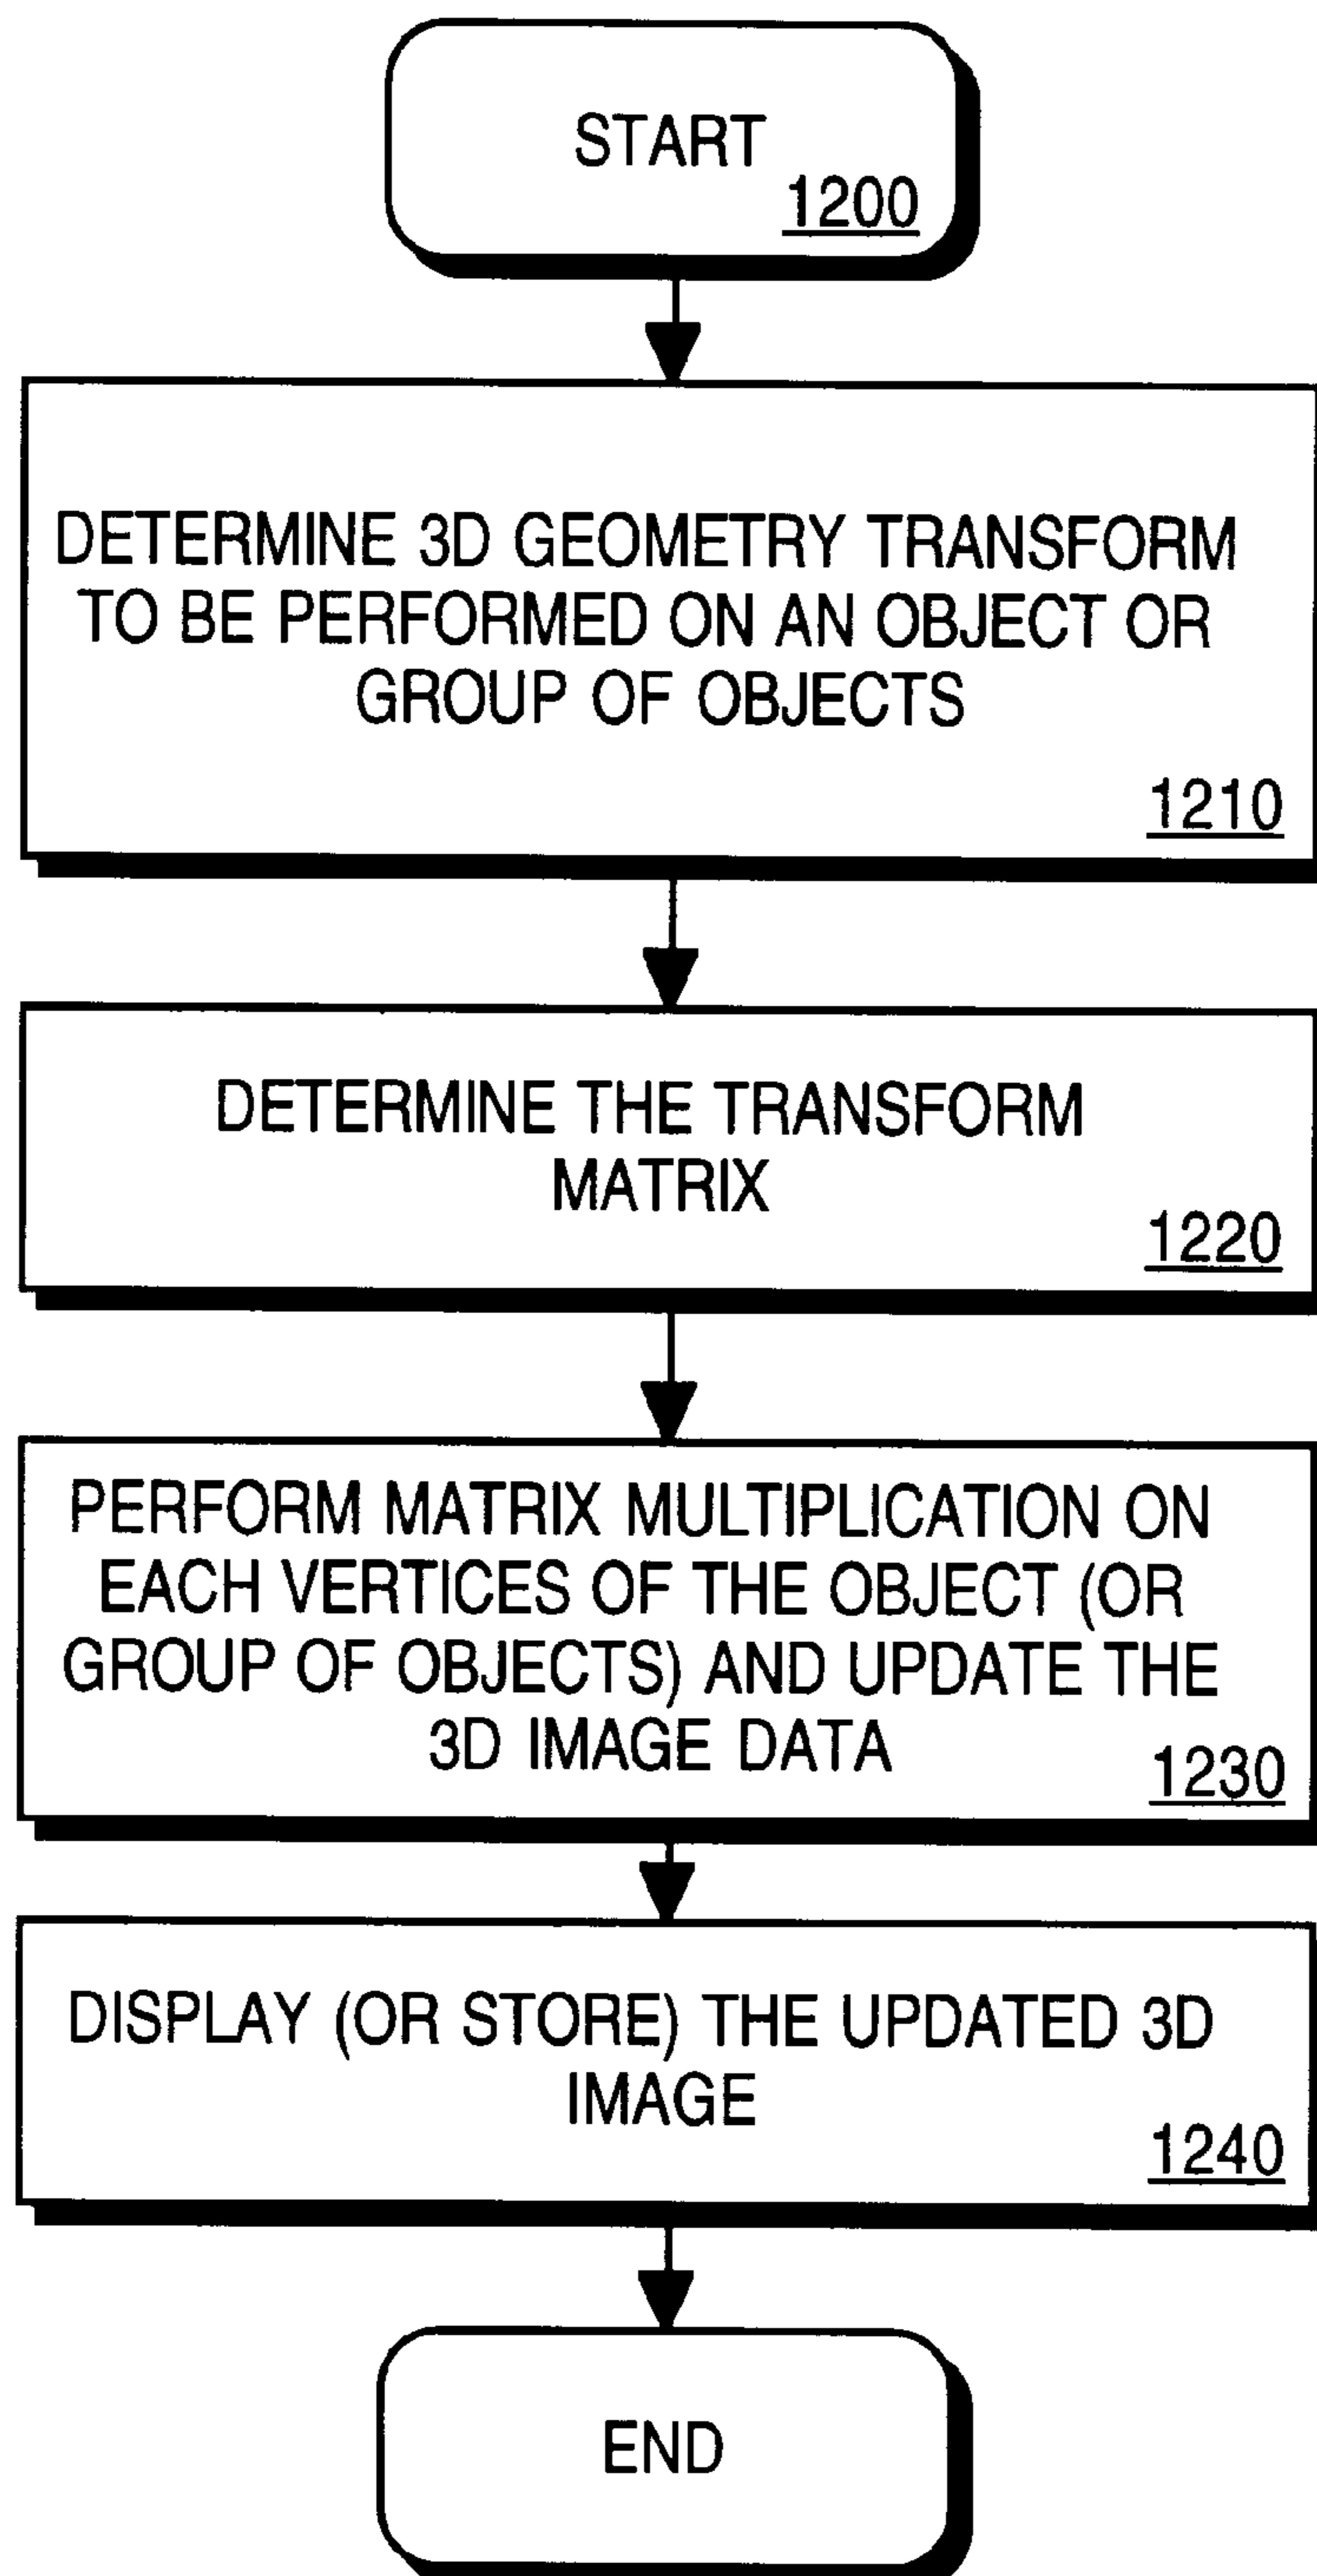 START
1200
DETERMINE 3D GEOMETRY TRANSFORM
TO BE PERFORMED ON AN OBJECT OR
GROUP OF OBJECTS
1210
DETERMINE THE TRANSFORM
MATRIX
1220
PERFORM MATRIX MULTIPLICATION ON
EACH VERTICES OF THE OBJECT (OR
GROUP OF OBJECTS) AND UPDATE THE
3D IMAGE DATA
1230
DISPLAY (OR STORE) THE UPDATED 3D
IMAGE
1240
END